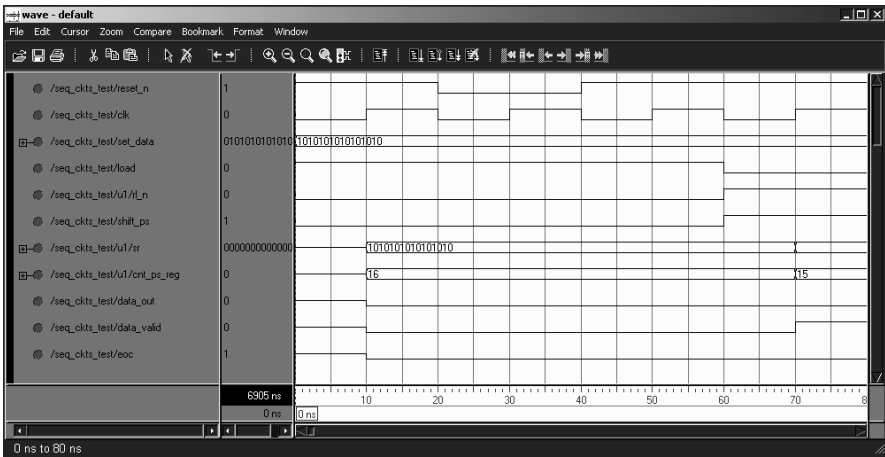 wave - default
File Edit Cursor Zoom Compare Bookmark Format Window
/seq_ckts_test/reset_n 1
/seq_ckts_test/clk 0
/seq_ckts_test/set_data 0101010101010 1010101010101010
/seq_ckts_test/load 0
/seq_ckts_test/u1/rl_n 0
/seq_ckts_test/shift_ps 1
/seq_ckts_test/u1/sr 0000000000000 1010101010101010
/seq_ckts_test/u1/cnt_ps_reg 0 16 15
/seq_ckts_test/data_out 0
/seq_ckts_test/data_valid 0
/seq_ckts_test/eoc 1
6905 ns 10 20 30 40 50 60 70 8
0 ns 0 ns
0 ns to 80 ns